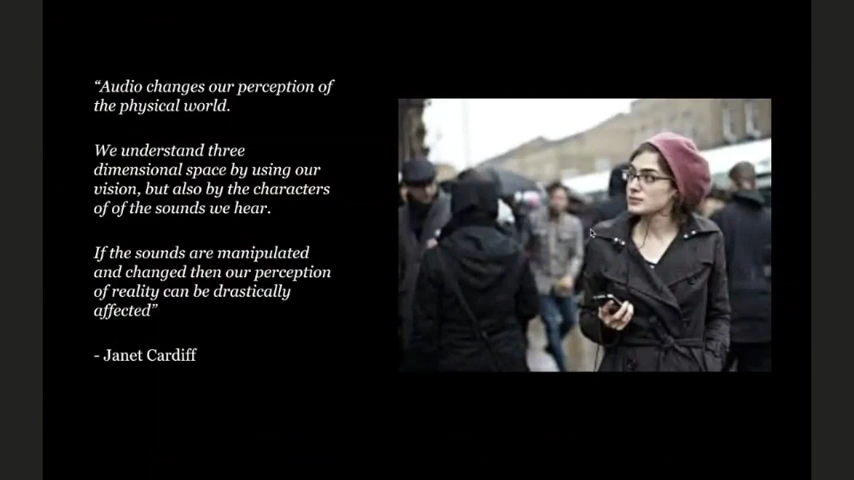 “Audio changes our perception of
the physical world.
We understand three
dimensional space by using our
vision, but also by the characters
of of the sounds we hear.
If the sounds are manipulated
and changed then our perception
of reality can be drastically
affected”
- Janet Cardiff